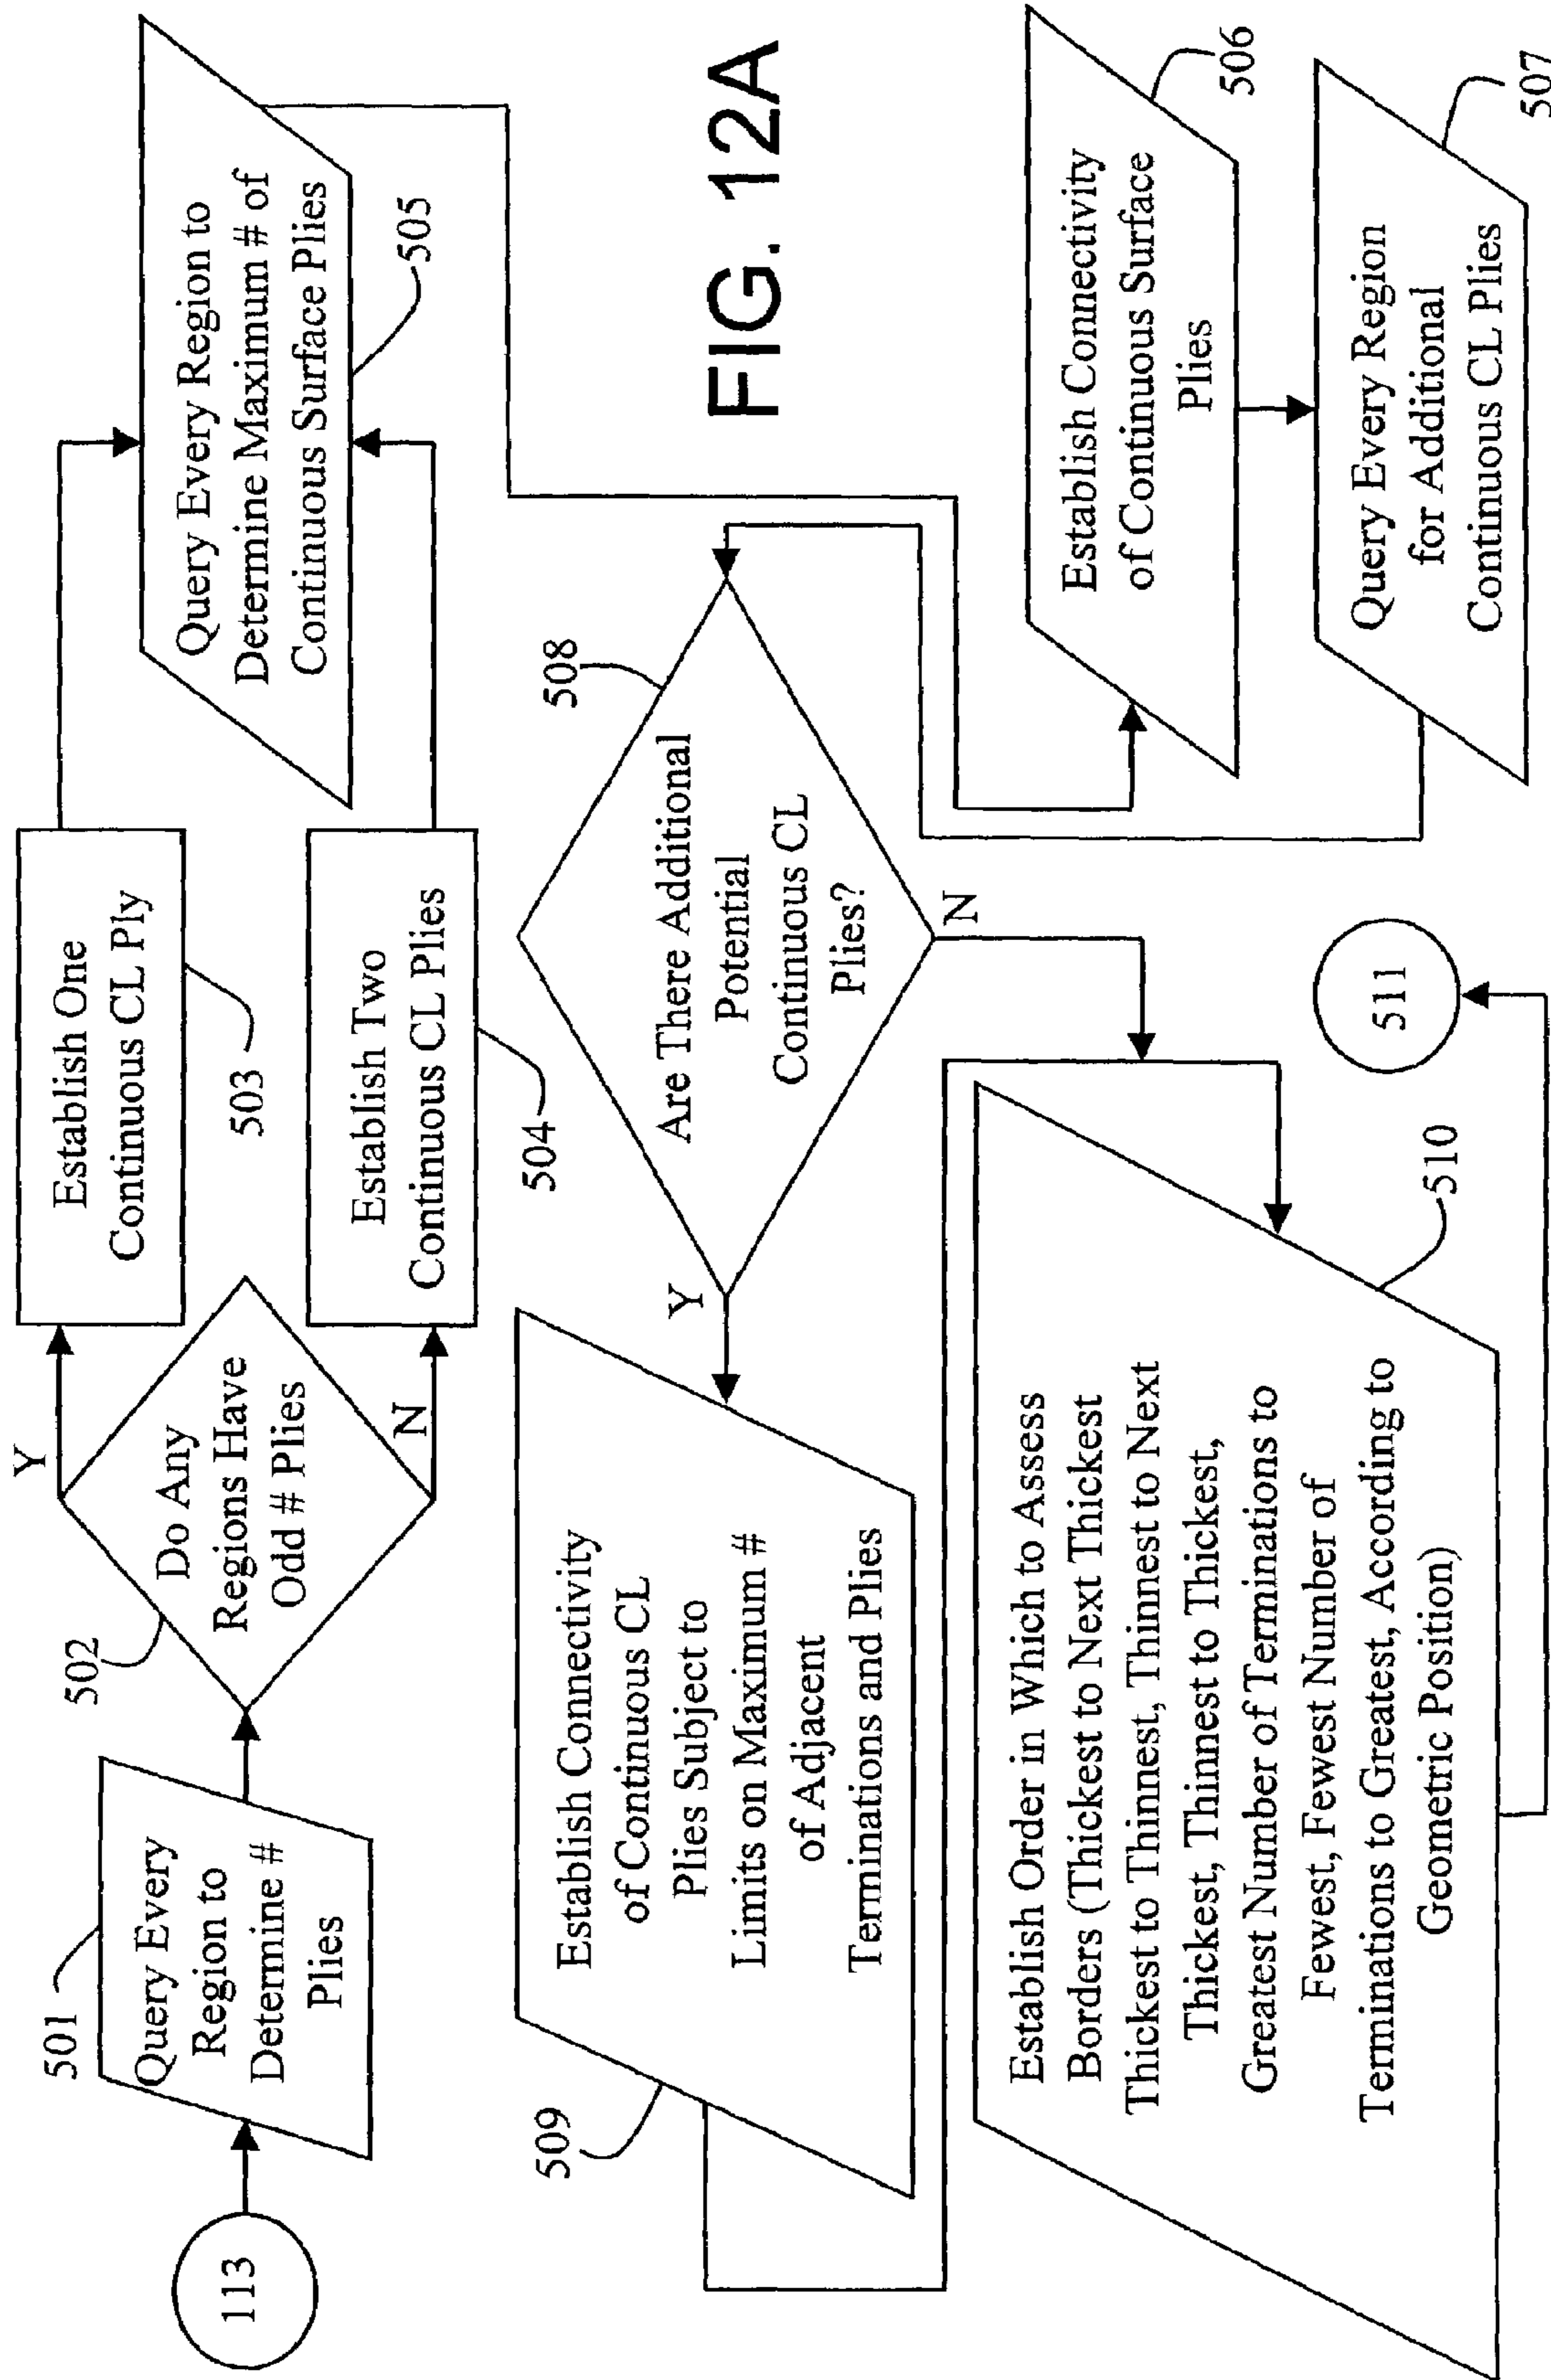 113
501
Query Every
Region to
Determine #
Plies
502
Do Any
Regions Have
Odd # Plies
Y
N
Establish One
Continuous CL Ply
503
Establish Two
Continuous CL Plies
504
Query Every Region to
Determine Maximum # of
Continuous Surface Plies
505
FIG. 12A
Establish Connectivity
of Continuous Surface
Plies
506
Query Every Region
for Additional
Continuous CL Plies
507
508
Are There Additional
Potential
Continuous CL
Plies?
Y
N
509
Establish Connectivity
of Continuous CL
Plies Subject to
Limits on Maximum #
of Adjacent
Terminations and Plies
Establish Order in Which to Assess
Borders (Thickest to Next Thickest
Thickest to Thinnest, Thinnest to Next
Thickest, Thinnest to Thickest,
Greatest Number of Terminations to
Fewest, Fewest Number of
Terminations to Greatest, According to
Geometric Position)
510
511